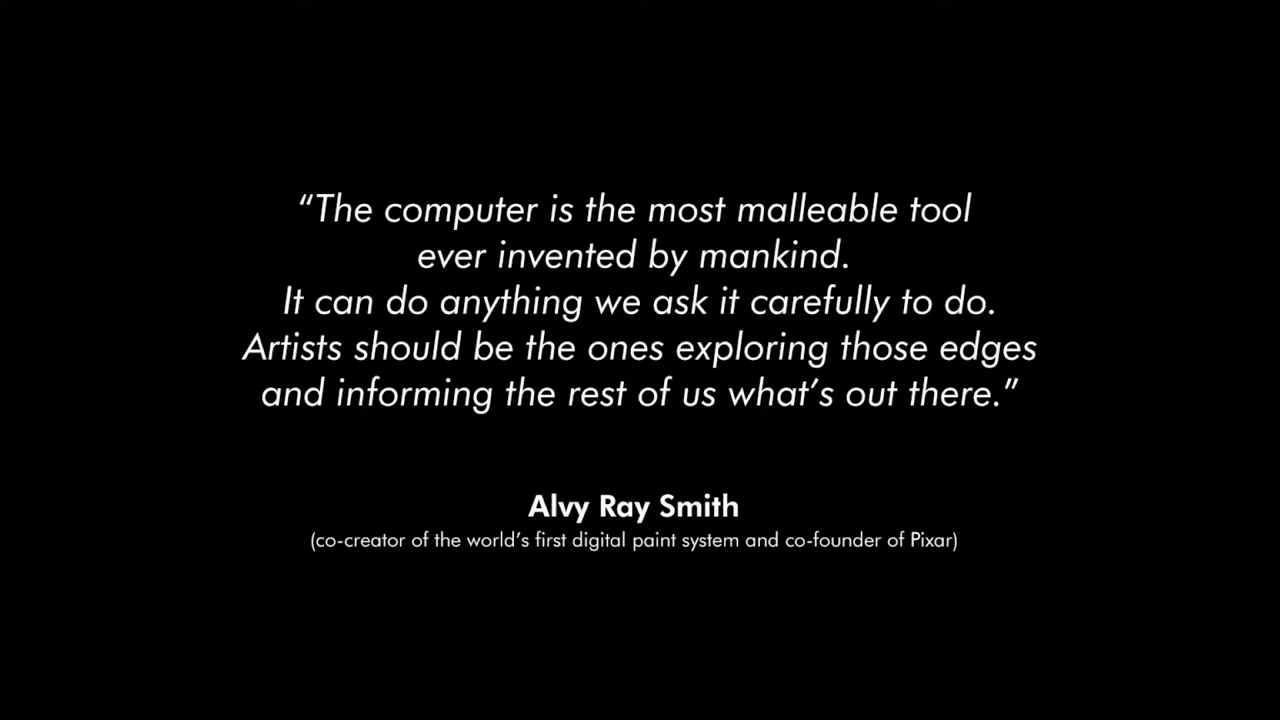 “The computer is the most malleable tool
ever invented by mankind.
It can do anything we ask it carefully to do.
Artists should be the ones exploring those edges
and informing the rest of us what’s out there.”
Alvy Ray Smith
(co-creator of the world’s first digital paint system and co-founder of Pixar)